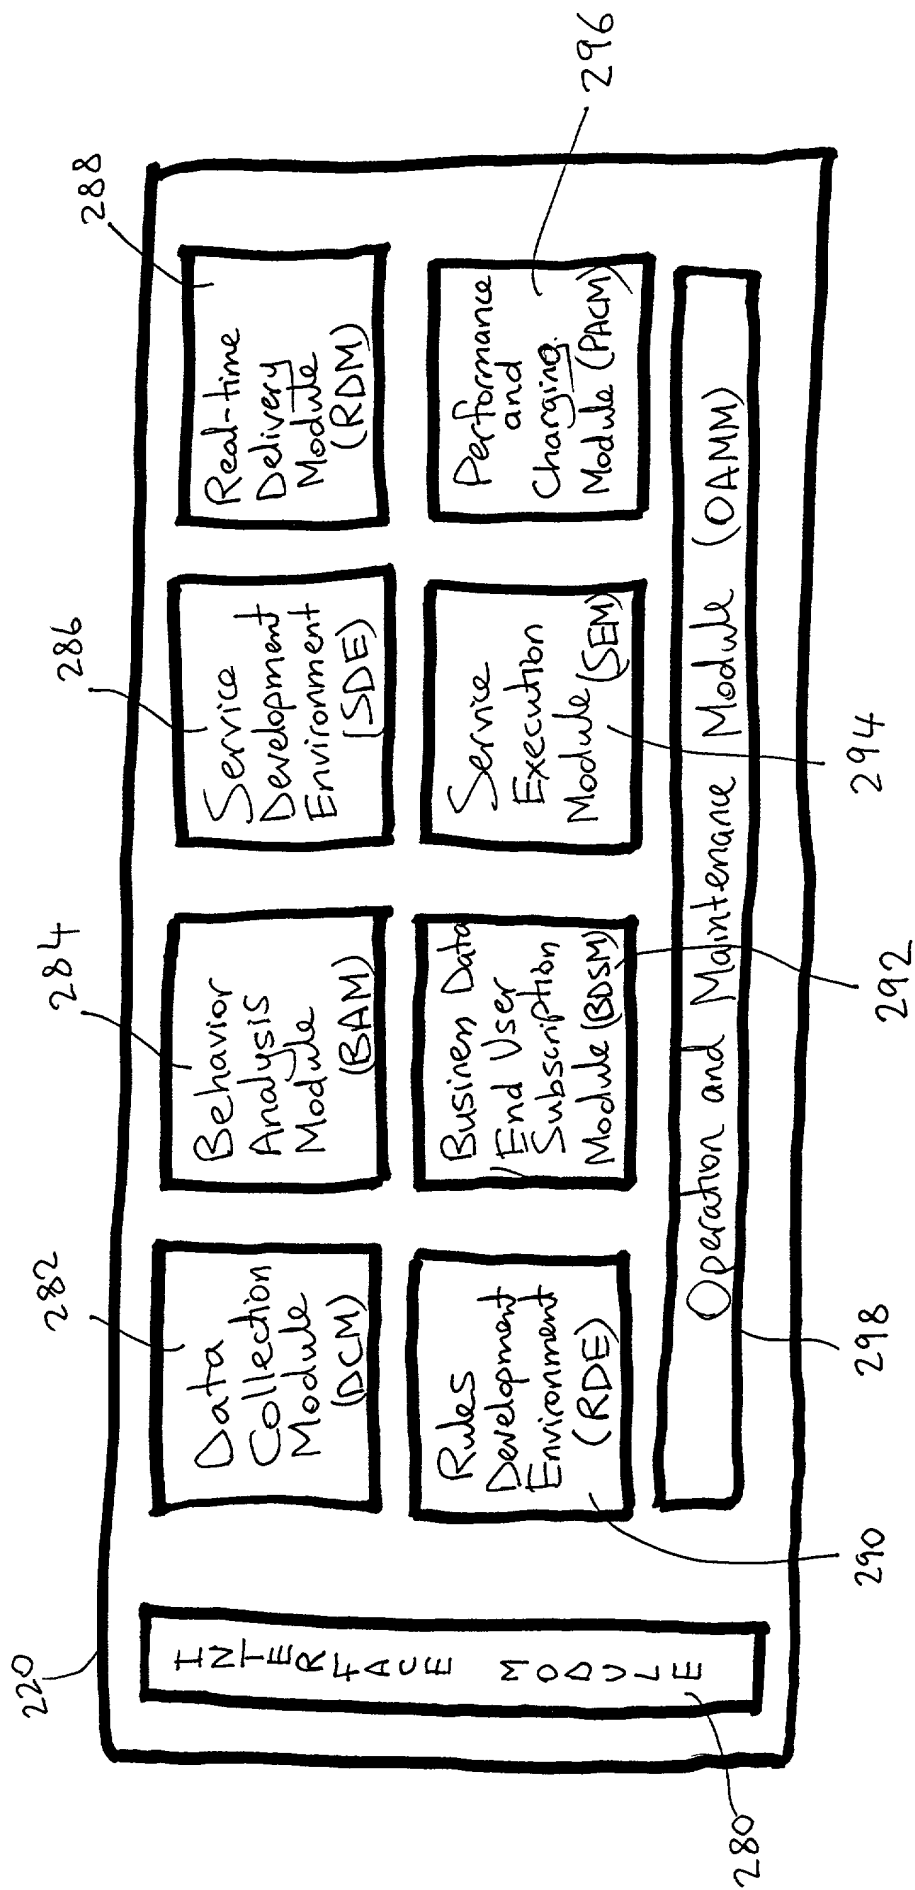 220
282
284
286
288
INTERFACE MODULE
Data
Collection
Module
(DCM)
Behavior
Analysis
Module
(BAM)
Service
Development
Environment
(SDE)
Real-time
Delivery
Module
(RDM)
Rules
Development
Environment
(RDE)
Business Data
End User
Subscription
Module (BDSM)
Service
Execution
Module (SEM)
Performance
and
Charging
Module (PACM)
Operation and Maintenance Module (OAMM)
280
290
298
292
294
296